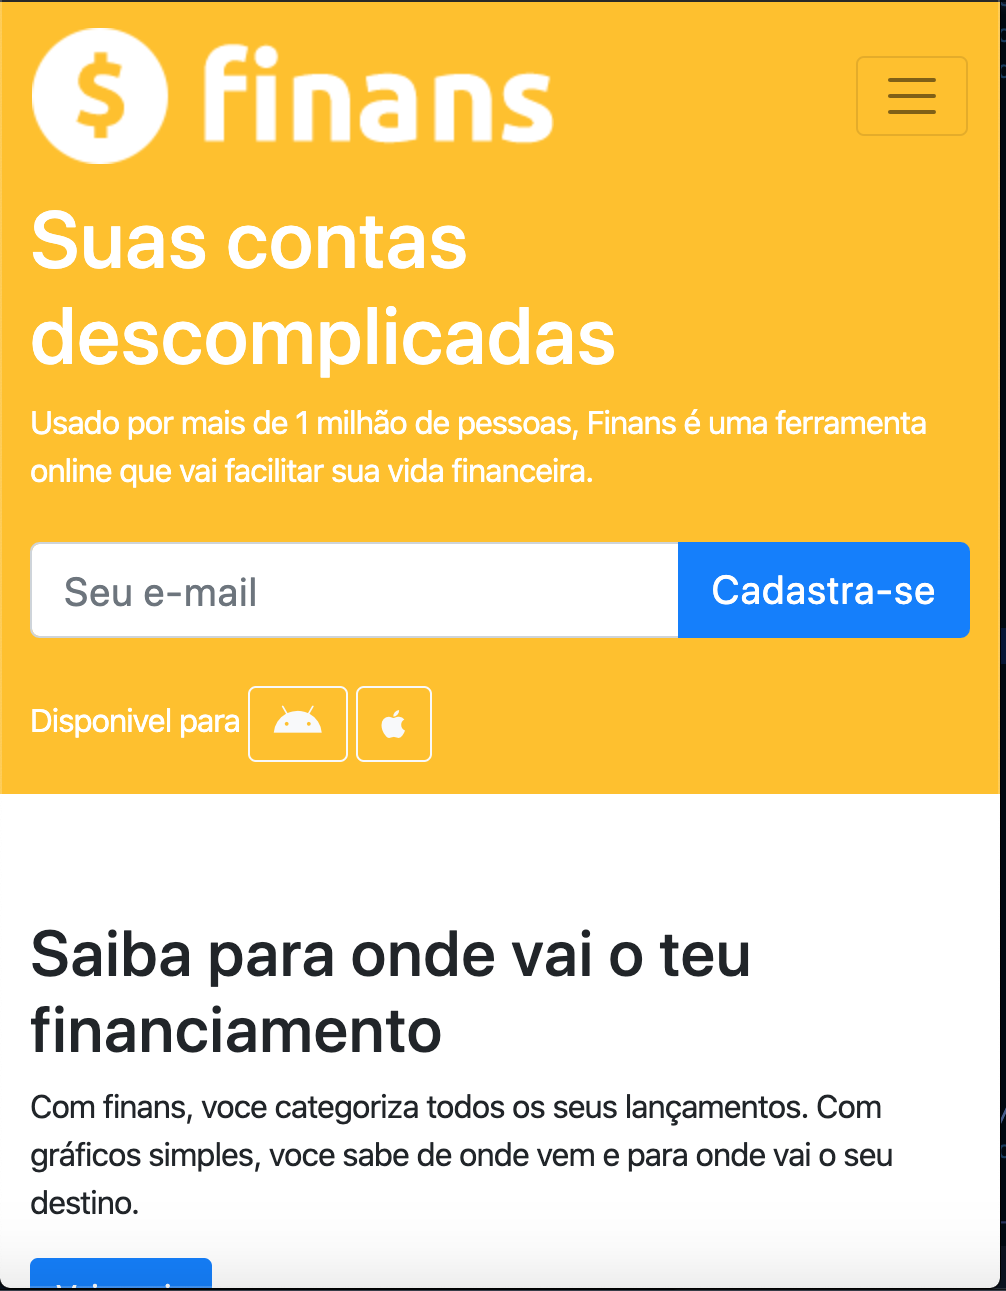 $ finans
Suas contas
descomplicadas
Usado por mais de 1 milhão de pessoas, Finans é uma ferramenta
online que vai facilitar sua vida financeira.
Seu e-mail
Cadastra-se
Disponivel para
Saiba para onde vai o teu
financiamento
Com finans, voce categoriza todos os seus lançamentos. Com
gráficos simples, voce sabe de onde vem e para onde vai o seu
destino.